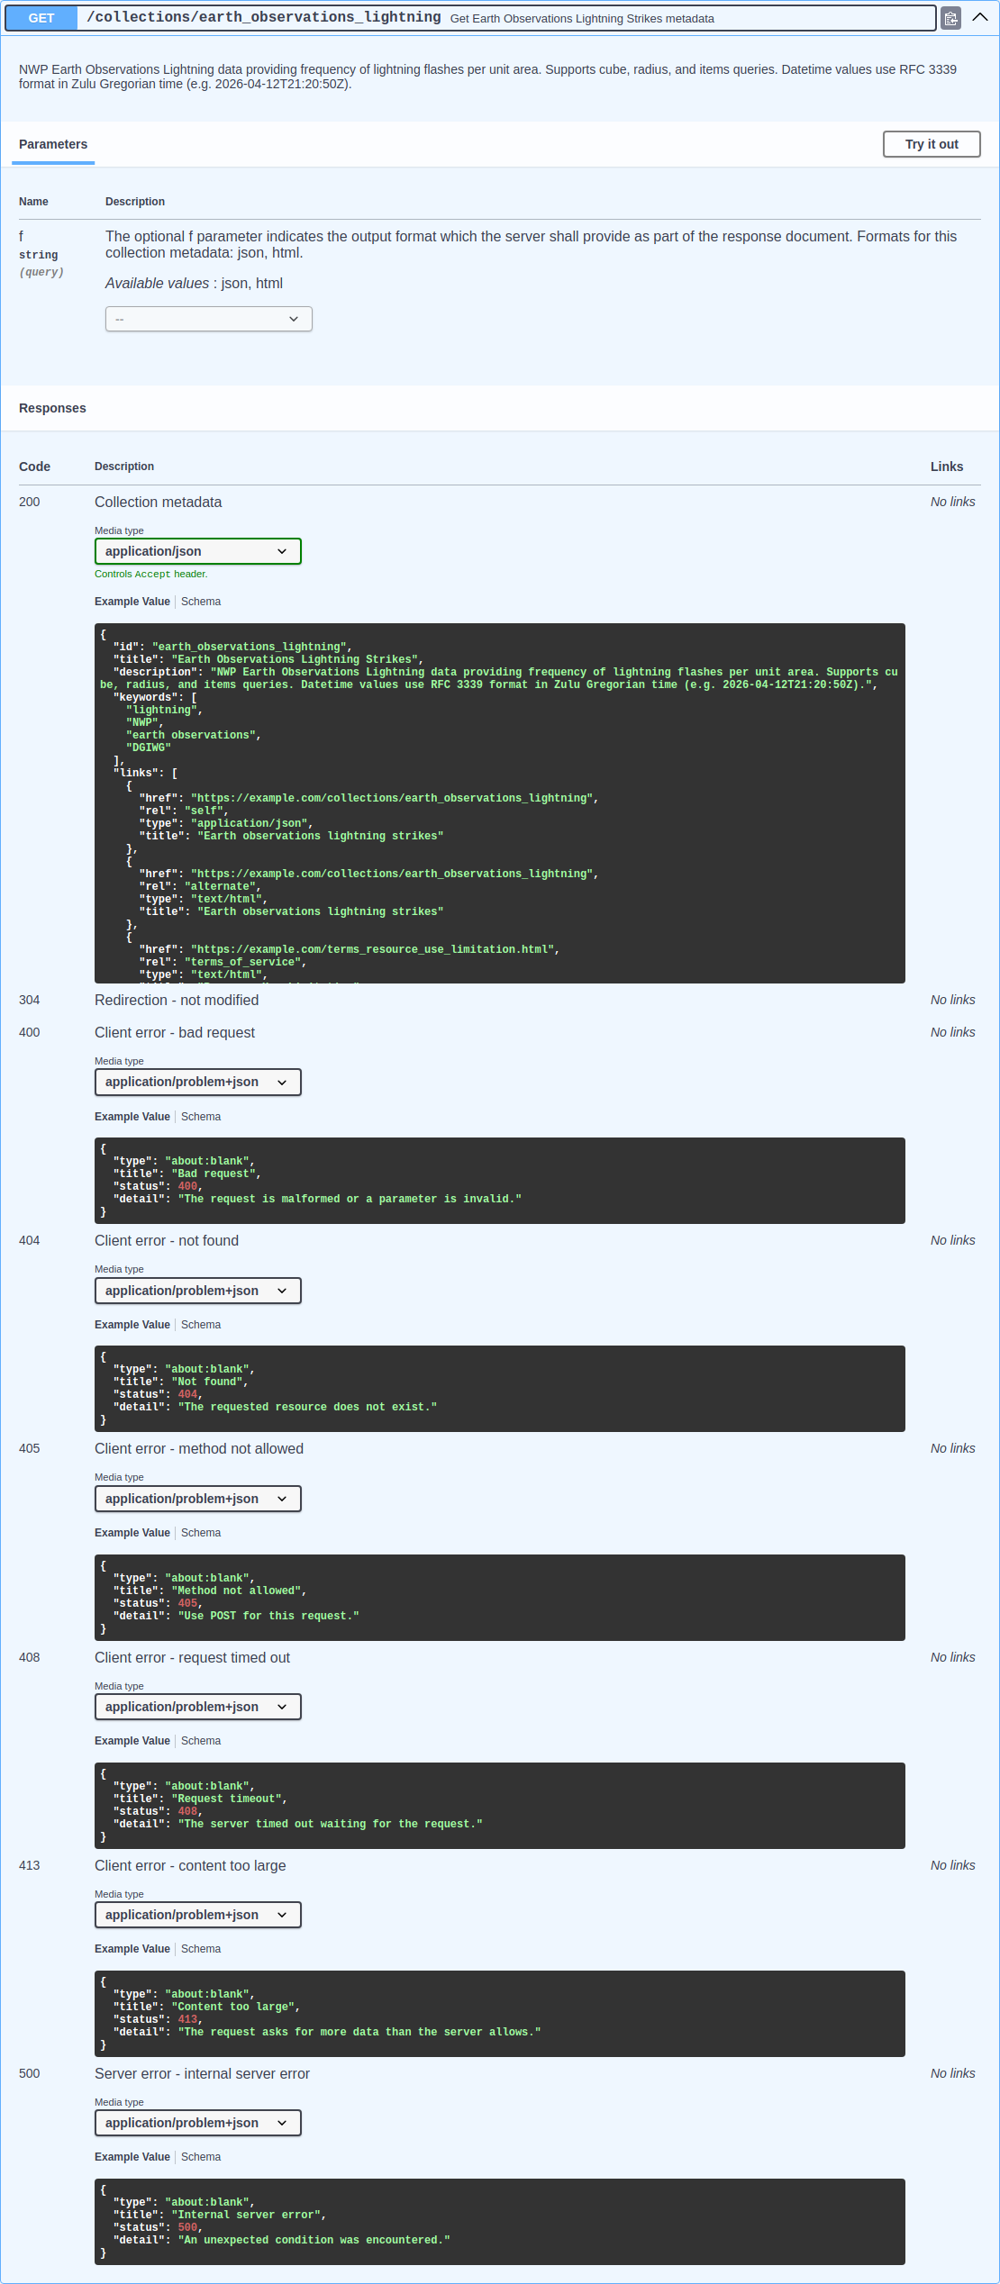 GET /collections/earth_observations_lightning Get Earth Observations Lightning Strikes metadata
NWP Earth Observations Lightning data providing frequency of lightning flashes per unit area. Supports cube, radius, and items queries. Datetime values use RFC 3339
format in Zulu Gregorian time (e.g. 2026-04-12T21:20:50Z).
Parameters
Try it out
Name Description
f
string
(query)
The optional f parameter indicates the output format which the server shall provide as part of the response document. Formats for this
collection metadata: json, html.
Available values : json, html
--
Responses
Code Description Links
200 Collection metadata No links
Media type
application/json
Controls Accept header.
Example Value Schema
{
"id": "earth_observations_lightning",
"title": "Earth Observations Lightning Strikes",
"description": "NWP Earth Observations Lightning data providing frequency of lightning flashes per unit area. Supports cu
be, radius, and items queries. Datetime values use RFC 3339 format in Zulu Gregorian time (e.g. 2026-04-12T21:20:50Z).",
"keywords": [
"lightning",
"NWP",
"earth observations",
"DGIWG"
],
"links": [
{
"href": "https://example.com/collections/earth_observations_lightning",
"rel": "self",
"type": "application/json",
"title": "Earth observations lightning strikes"
},
{
"href": "https://example.com/collections/earth_observations_lightning",
"rel": "alternate",
"type": "text/html",
"title": "Earth observations lightning strikes"
},
{
"href": "https://example.com/terms_resource_use_limitation.html",
"rel": "terms_of_service",
"type": "text/html",
304 Redirection - not modified No links
400 Client error - bad request No links
Media type
application/problem+json
Example Value Schema
{
"type": "about:blank",
"title": "Bad request",
"status": 400,
"detail": "The request is malformed or a parameter is invalid."
}
404 Client error - not found No links
Media type
application/problem+json
Example Value Schema
{
"type": "about:blank",
"title": "Not found",
"status": 404,
"detail": "The requested resource does not exist."
}
405 Client error - method not allowed No links
Media type
application/problem+json
Example Value Schema
{
"type": "about:blank",
"title": "Method not allowed",
"status": 405,
"detail": "Use POST for this request."
}
408 Client error - request timed out No links
Media type
application/problem+json
Example Value Schema
{
"type": "about:blank",
"title": "Request timeout",
"status": 408,
"detail": "The server timed out waiting for the request."
}
413 Client error - content too large No links
Media type
application/problem+json
Example Value Schema
{
"type": "about:blank",
"title": "Content too large",
"status": 413,
"detail": "The request asks for more data than the server allows."
}
500 Server error - internal server error No links
Media type
application/problem+json
Example Value Schema
{
"type": "about:blank",
"title": "Internal server error",
"status": 500,
"detail": "An unexpected condition was encountered."
}